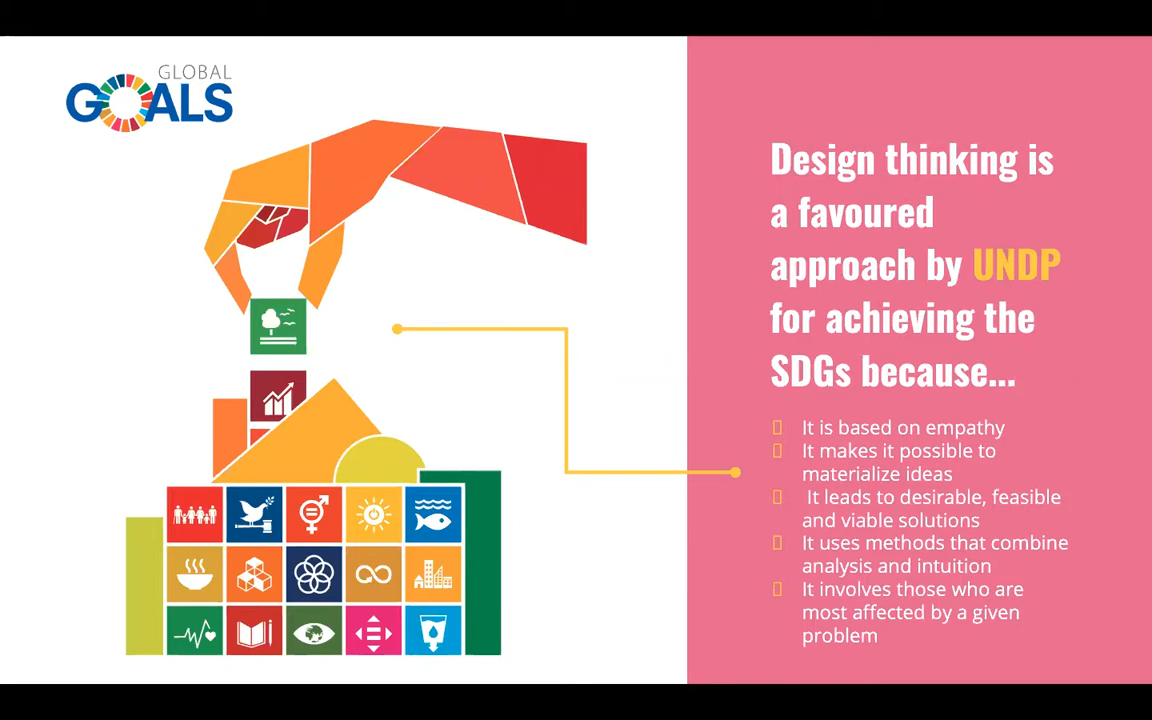 GLOBAL
GOALS
Design thinking is
a favoured
approach by UNDP
for achieving the
SDGs because...
It is based on empathy
It makes it possible to
materialize ideas
It leads to desirable, feasible
and viable solutions
It uses methods that combine
analysis and intuition
It involves those who are
most affected by a given
problem